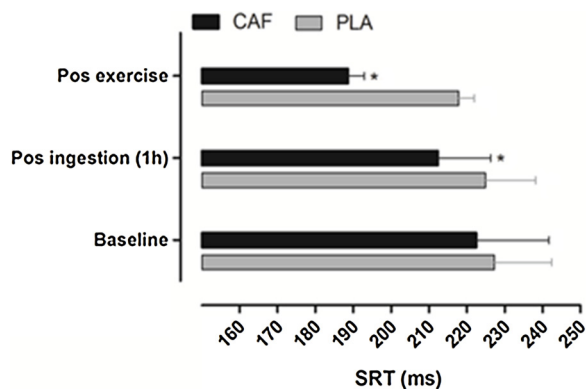 CAF PLA
Pos exercise
*
Pos ingestion (1h)
*
Baseline
160 170 180 190 200 210 220 230 240 250
SRT (ms)